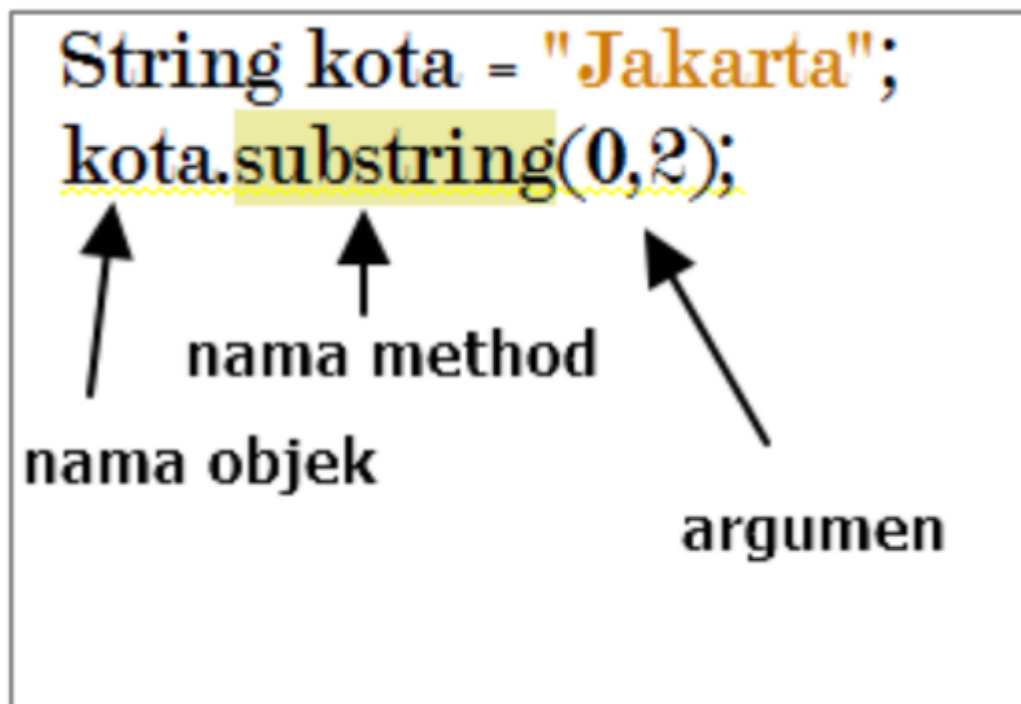 String kota = "Jakarta";
kota.substring(0,2);
nama method
nama objek
argumen